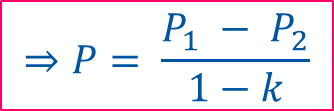 ⇒ P = (P₁ − P₂) / (1 − k)